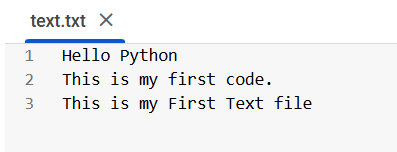 text.txt ×
1 Hello Python
2 This is my first code.
3 This is my First Text file